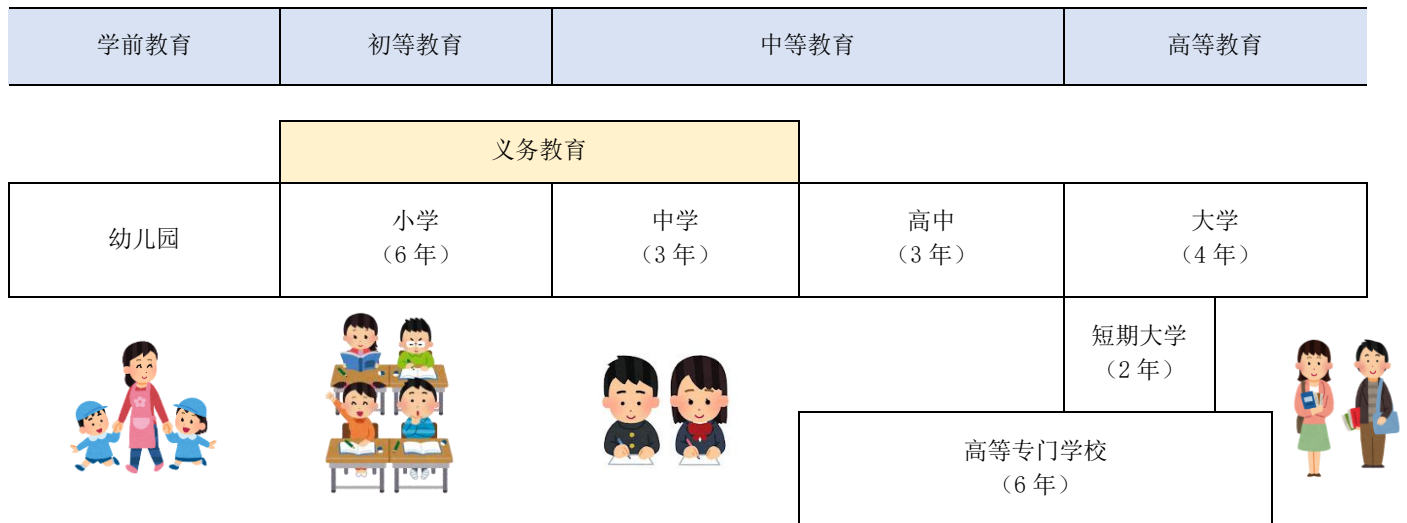 学前教育
初等教育
中等教育
高等教育
义务教育
幼儿园
小学
（6 年）
中学
（3 年）
高中
（3 年）
大学
（4 年）
短期大学
（2 年）
高等专门学校
（6 年）